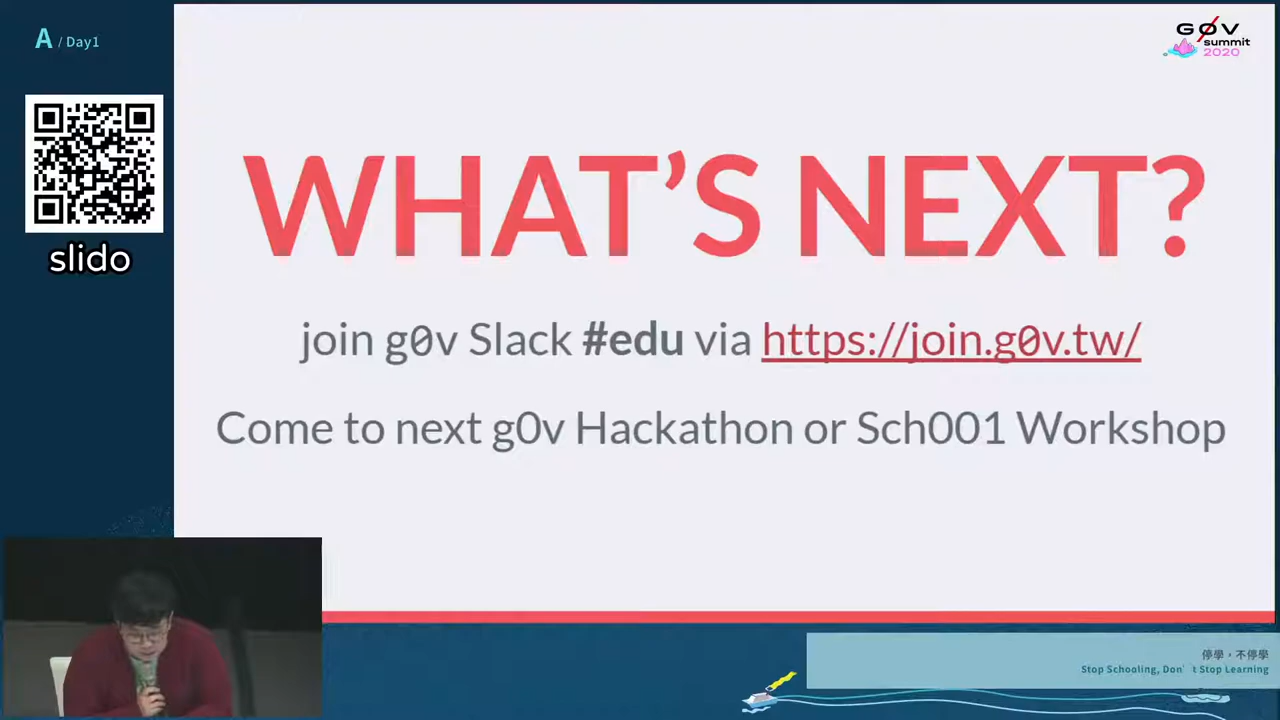 A / Day1
GØV
summit
2020
slido
WHAT'S NEXT?
join g0v Slack #edu via https://join.g0v.tw/
Come to next g0v Hackathon or Sch001 Workshop
停學，不停學
Stop Schooling, Don't Stop Learning